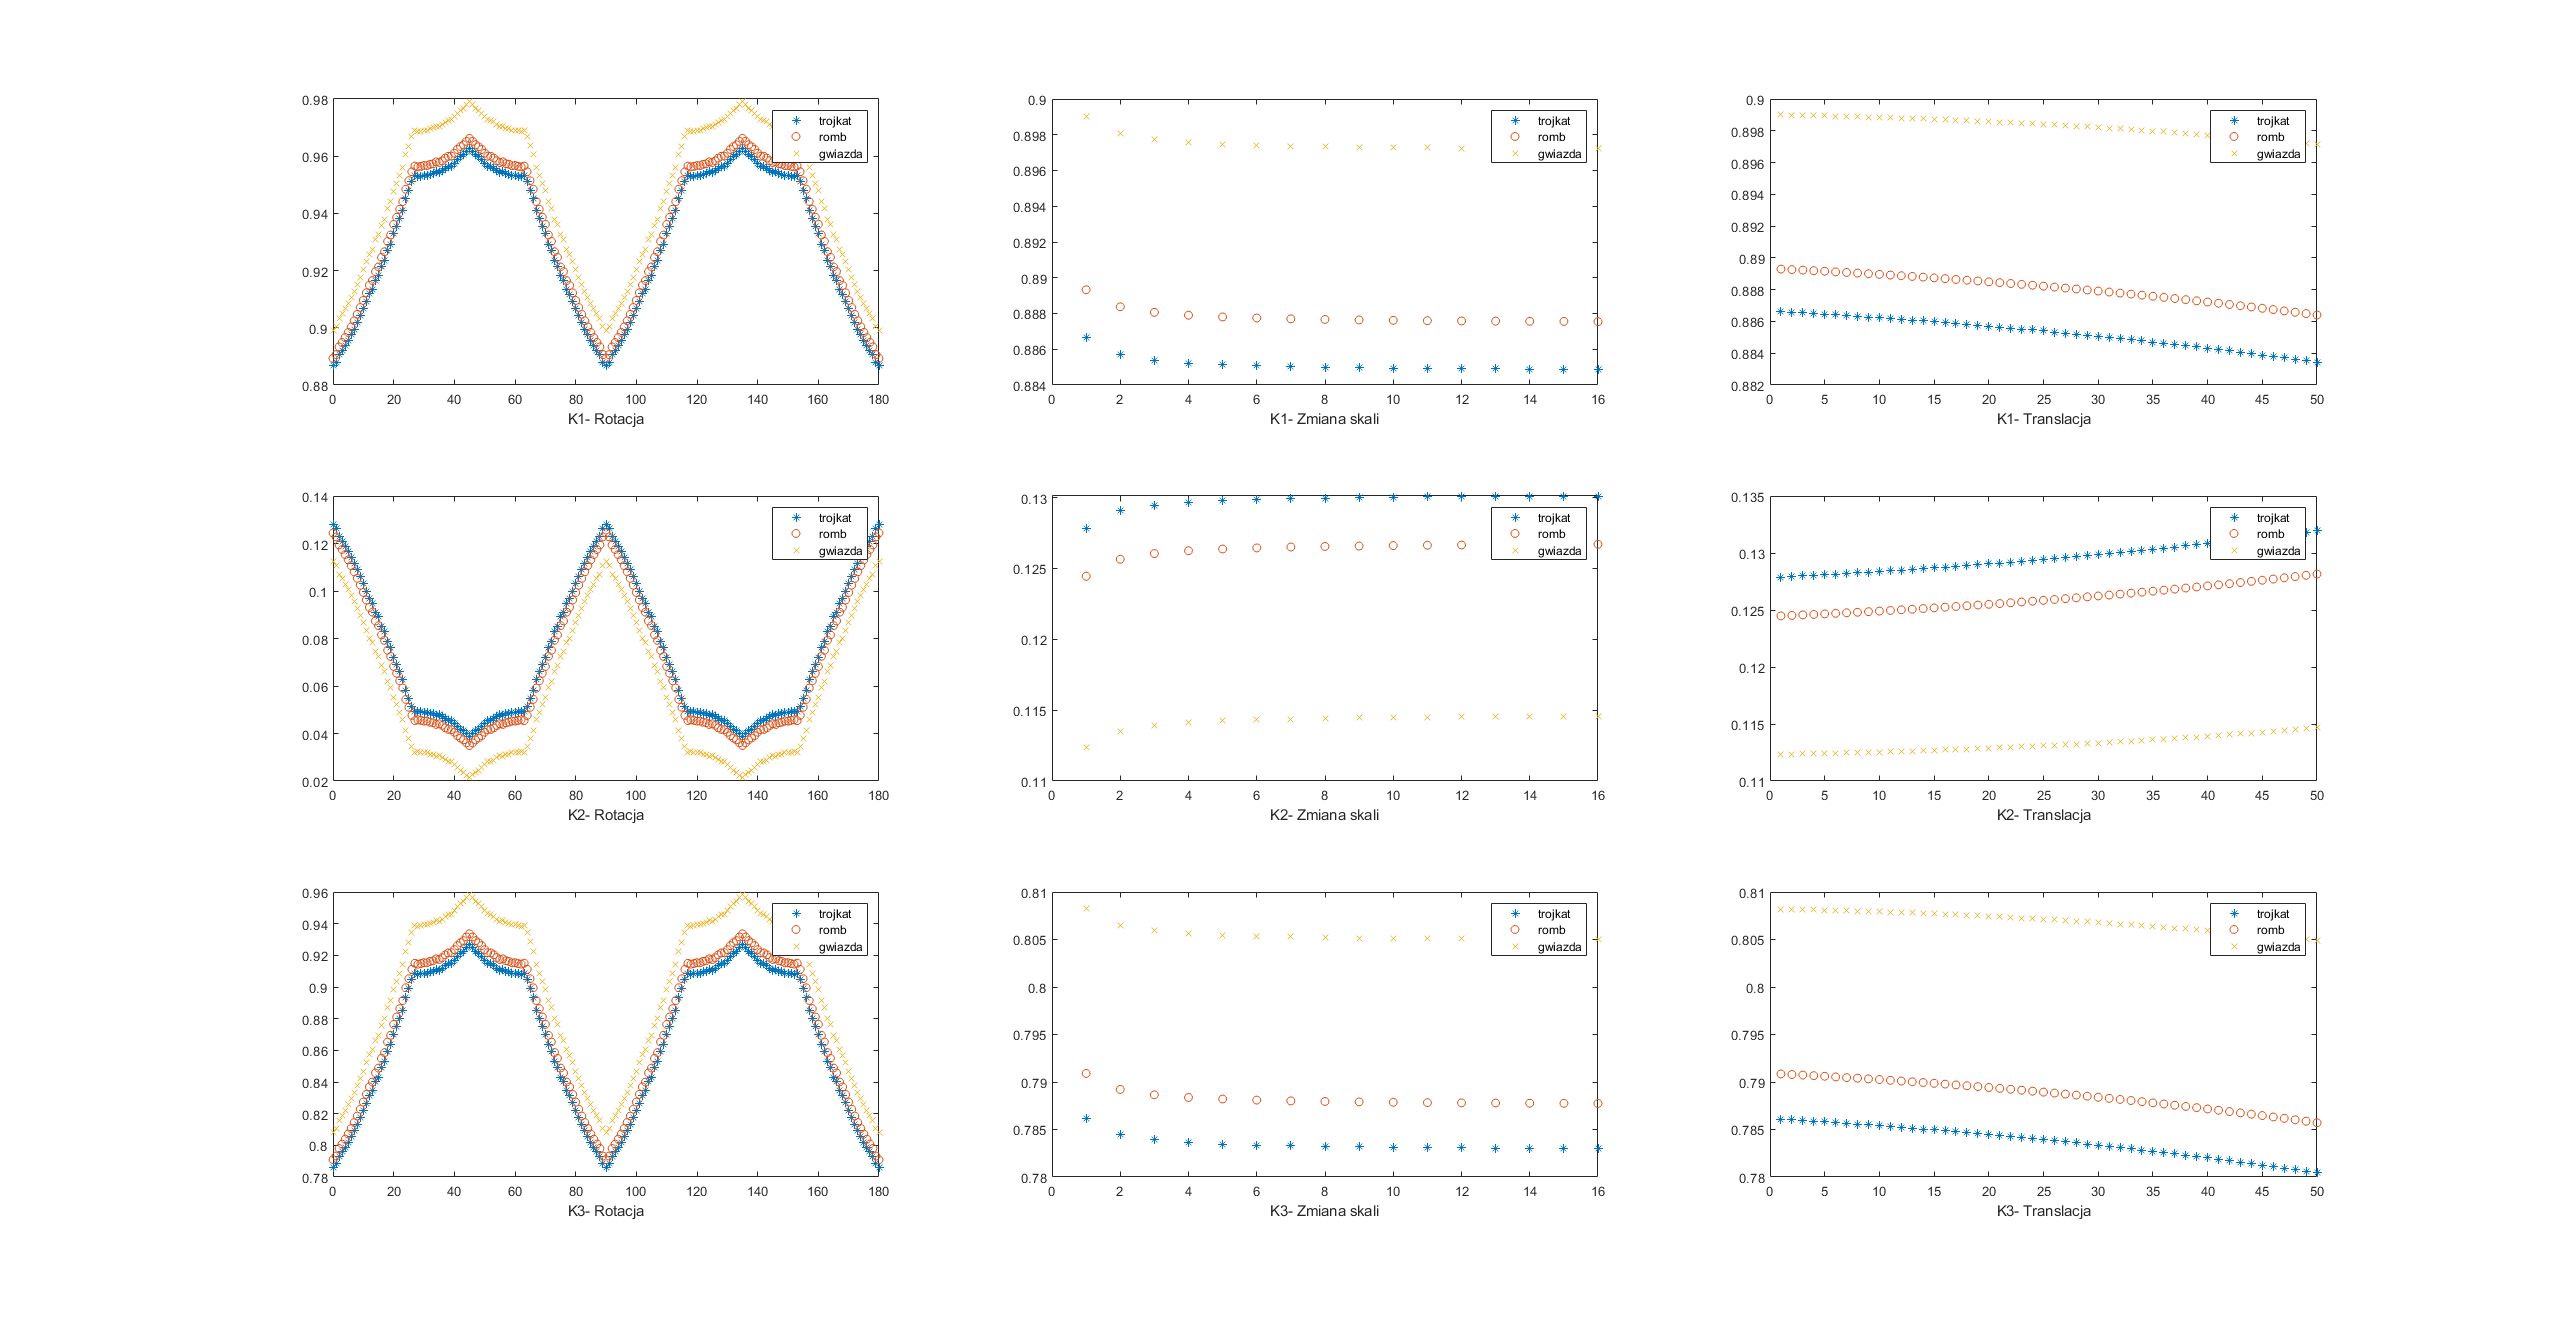 0.98
0.96
0.94
0.92
0.9
0.88
0 20 40 60 80 100 120 140 160 180
K1- Rotacja
trojkat
romb
gwiazda
0.9
0.898
0.896
0.894
0.892
0.89
0.888
0.886
0.884
0 2 4 6 8 10 12 14 16
K1- Zmiana skali
trojkat
romb
gwiazda
0.9
0.898
0.896
0.894
0.892
0.89
0.888
0.886
0.884
0.882
0 5 10 15 20 25 30 35 40 45 50
K1- Translacja
trojkat
romb
gwiazda
0.14
0.12
0.1
0.08
0.06
0.04
0.02
0 20 40 60 80 100 120 140 160 180
K2- Rotacja
trojkat
romb
gwiazda
0.13
0.125
0.12
0.115
0.11
0 2 4 6 8 10 12 14 16
K2- Zmiana skali
trojkat
romb
gwiazda
0.135
0.13
0.125
0.12
0.115
0.11
0 5 10 15 20 25 30 35 40 45 50
K2- Translacja
trojkat
romb
gwiazda
0.96
0.94
0.92
0.9
0.88
0.86
0.84
0.82
0.8
0.78
0 20 40 60 80 100 120 140 160 180
K3- Rotacja
trojkat
romb
gwiazda
0.81
0.805
0.8
0.795
0.79
0.785
0.78
0 2 4 6 8 10 12 14 16
K3- Zmiana skali
trojkat
romb
gwiazda
0.81
0.805
0.8
0.795
0.79
0.785
0.78
0 5 10 15 20 25 30 35 40 45 50
K3- Translacja
trojkat
romb
gwiazda